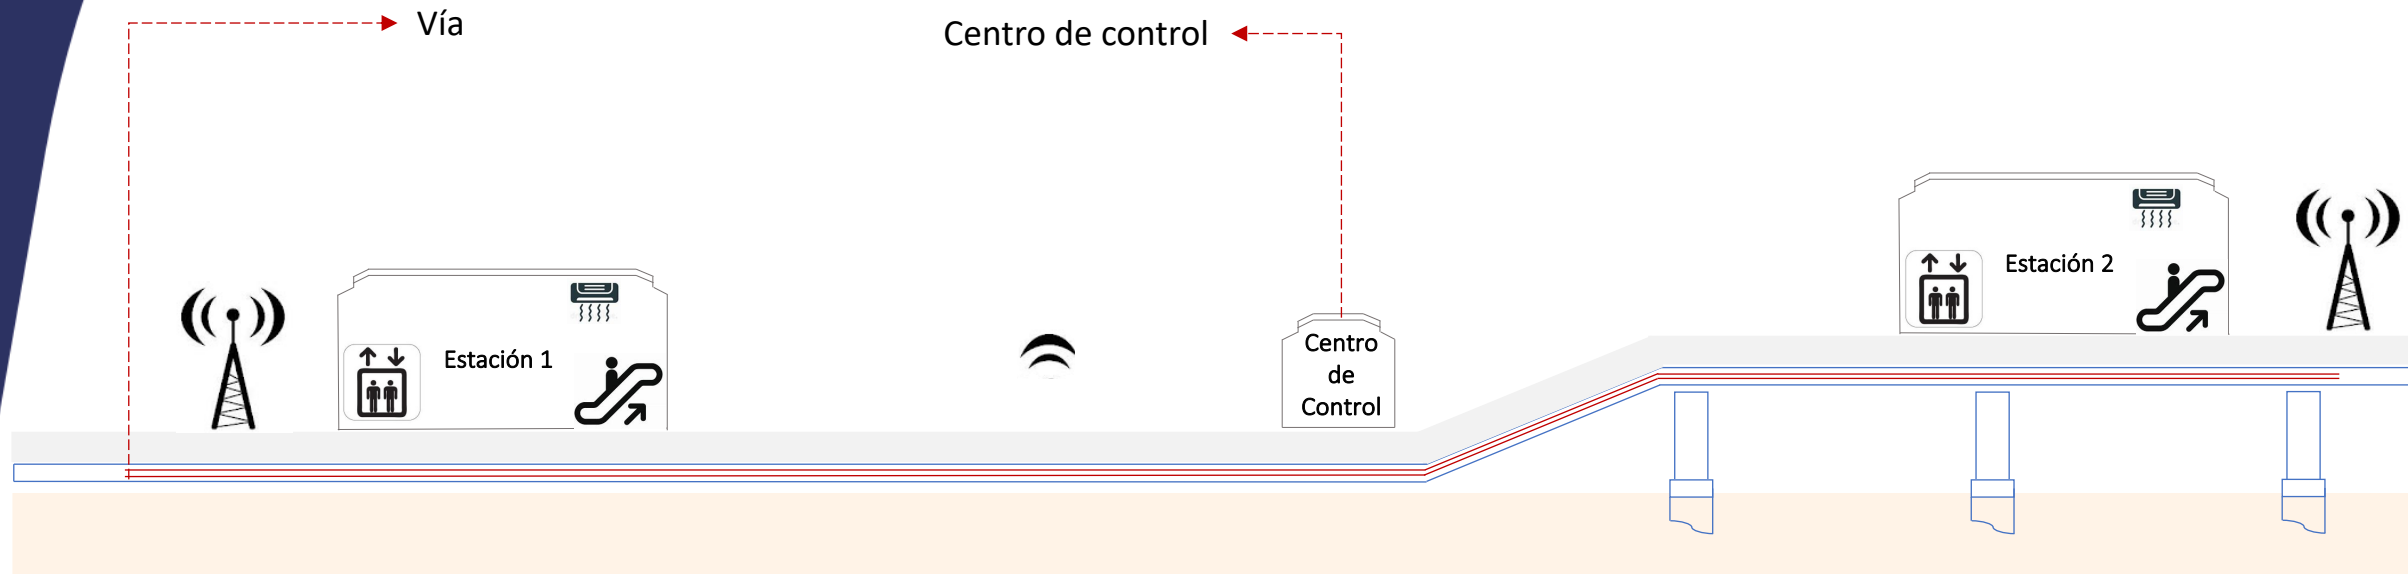 Vía
Centro de control
Estación 1
Centro
de
Control
Estación 2